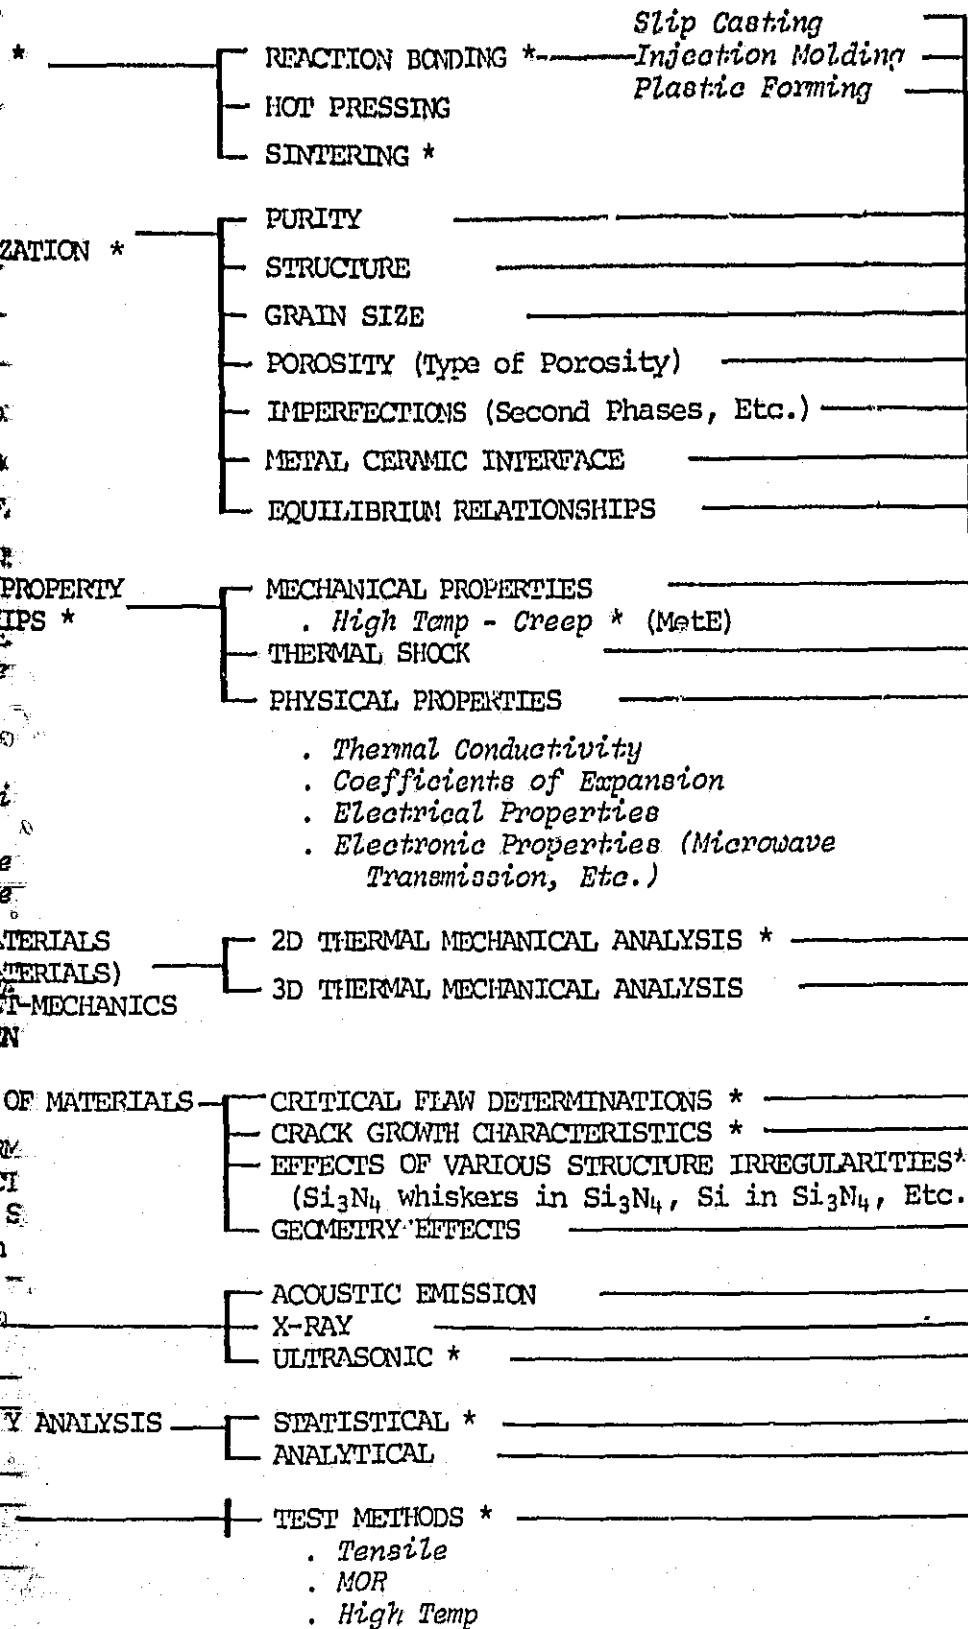 Slip Casting
* REACTION BONDING * Injection Molding
Plastic Forming
HOT PRESSING
SINTERING *
PURITY
ZATION *
STRUCTURE
GRAIN SIZE
POROSITY (Type of Porosity)
IMPERFECTIONS (Second Phases, Etc.)
METAL CERAMIC INTERFACE
EQUILIBRIUM RELATIONSHIPS
PROPERTY MECHANICAL PROPERTIES
IPS * . High Temp - Creep * (MetE)
THERMAL SHOCK
PHYSICAL PROPERTIES
. Thermal Conductivity
. Coefficients of Expansion
. Electrical Properties
. Electronic Properties (Microwave
Transmission, Etc.)
ATERIALS 2D THERMAL MECHANICAL ANALYSIS *
TERIALS)
3D THERMAL MECHANICAL ANALYSIS
CT-MECHANICS
EN
OF MATERIALS CRITICAL FLAW DETERMINATIONS *
CRACK GROWTH CHARACTERISTICS *
EFFECTS OF VARIOUS STRUCTURE IRREGULARITIES*
(Si₃N₄ whiskers in Si₃N₄, Si in Si₃N₄, Etc.
GEOMETRY EFFECTS
ACOUSTIC EMISSION
X-RAY
ULTRASONIC *
Y ANALYSIS STATISTICAL *
ANALYTICAL
TEST METHODS *
. Tensile
. MOR
. High Temp